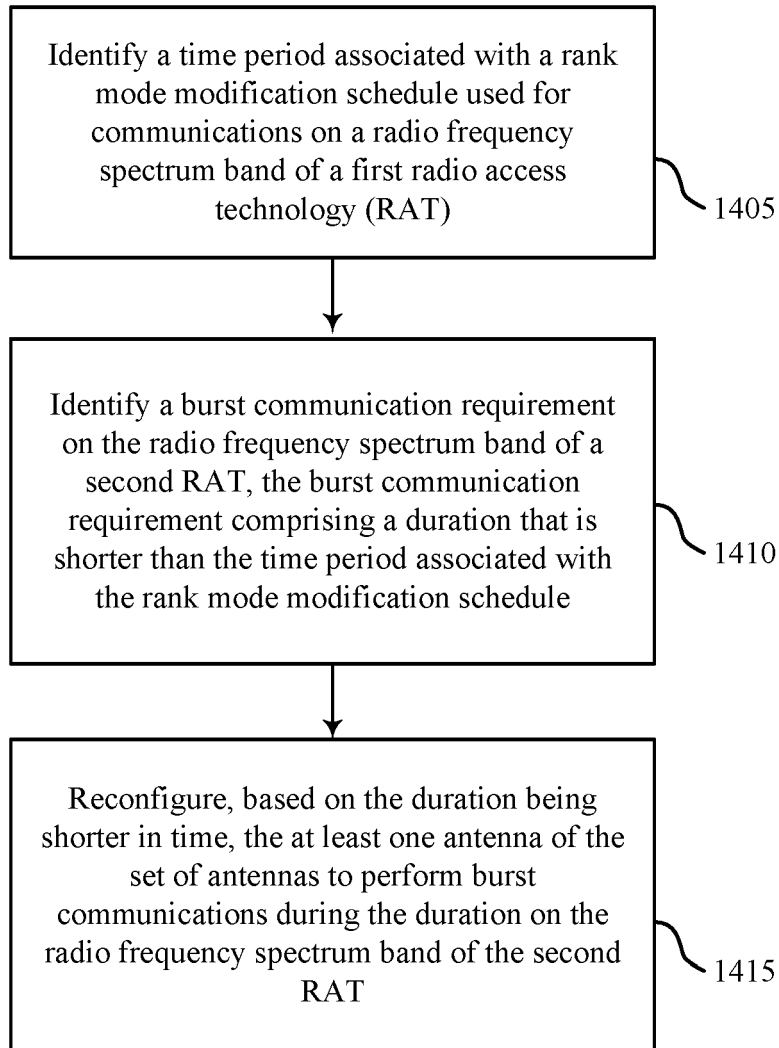 Identify a time period associated with a rank
mode modification schedule used for
communications on a radio frequency
spectrum band of a first radio access
technology (RAT)
1405
Identify a burst communication requirement
on the radio frequency spectrum band of a
second RAT, the burst communication
requirement comprising a duration that is
shorter than the time period associated with
the rank mode modification schedule
1410
Reconfigure, based on the duration being
shorter in time, the at least one antenna of the
set of antennas to perform burst
communications during the duration on the
radio frequency spectrum band of the second
RAT
1415